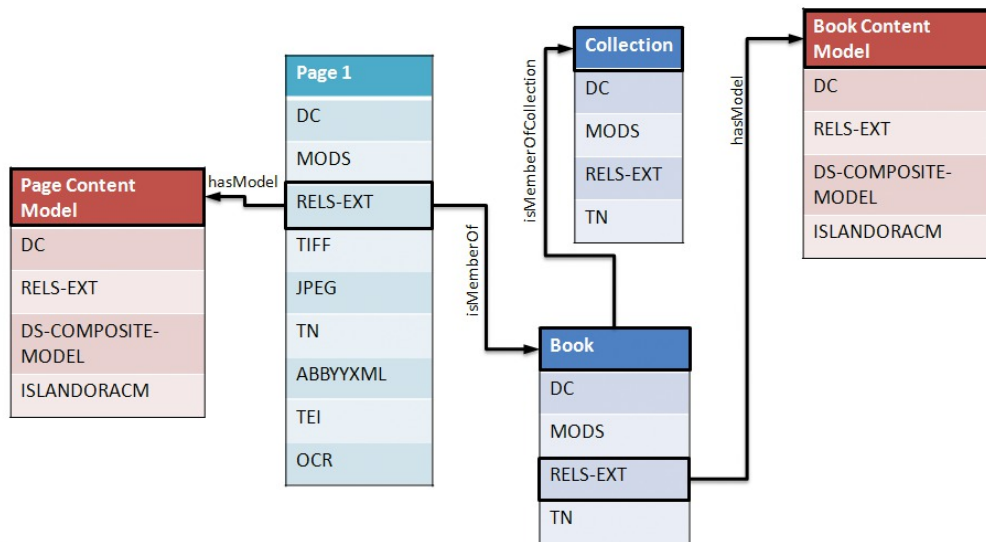 Page Content
Model
DC
RELS-EXT
DS-COMPOSITE-
MODEL
ISLANDORACM
hasModel
Page 1
DC
MODS
RELS-EXT
TIFF
JPEG
TN
ABBYYXML
TEI
OCR
isMemberOf
isMemberOfCollection
Collection
DC
MODS
RELS-EXT
TN
Book
DC
MODS
RELS-EXT
TN
hasModel
Book Content
Model
DC
RELS-EXT
DS-COMPOSITE-
MODEL
ISLANDORACM